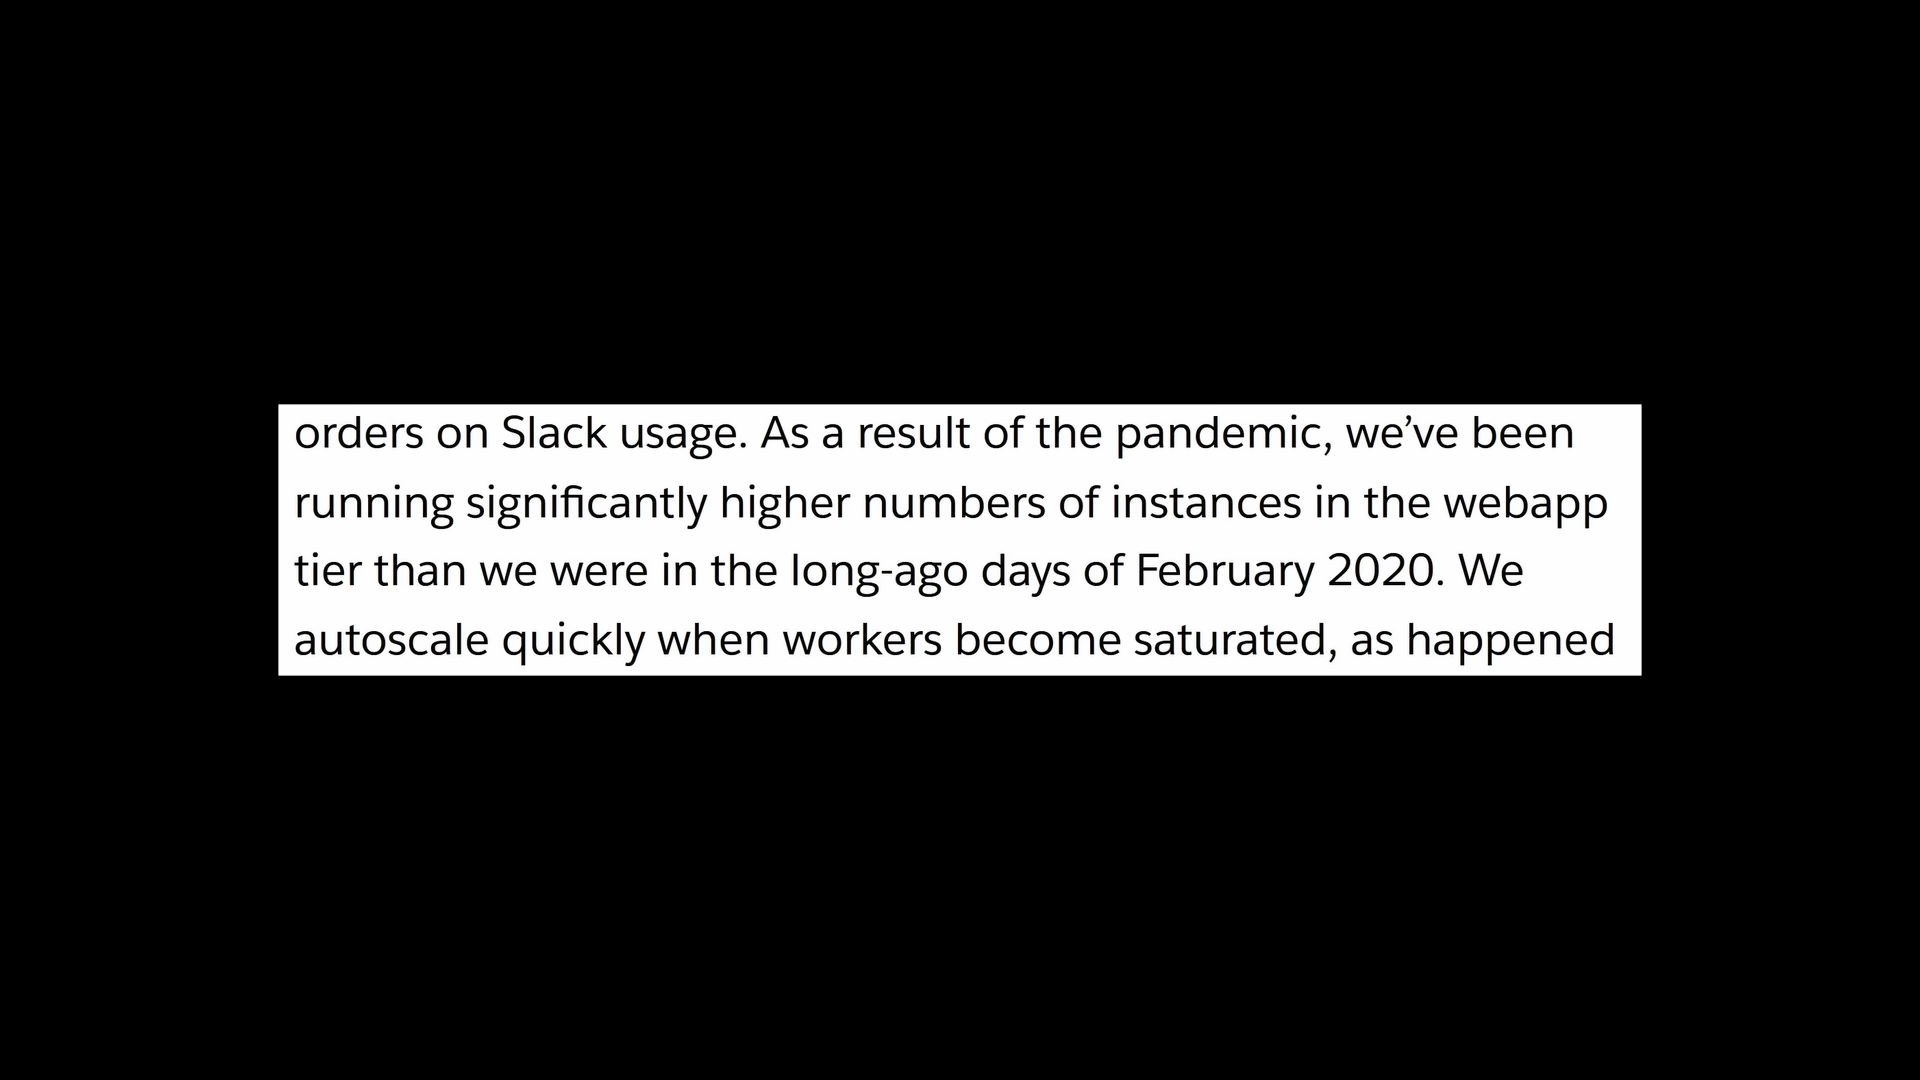 orders on Slack usage. As a result of the pandemic, we’ve been
running significantly higher numbers of instances in the webapp
tier than we were in the long-ago days of February 2020. We
autoscale quickly when workers become saturated, as happened